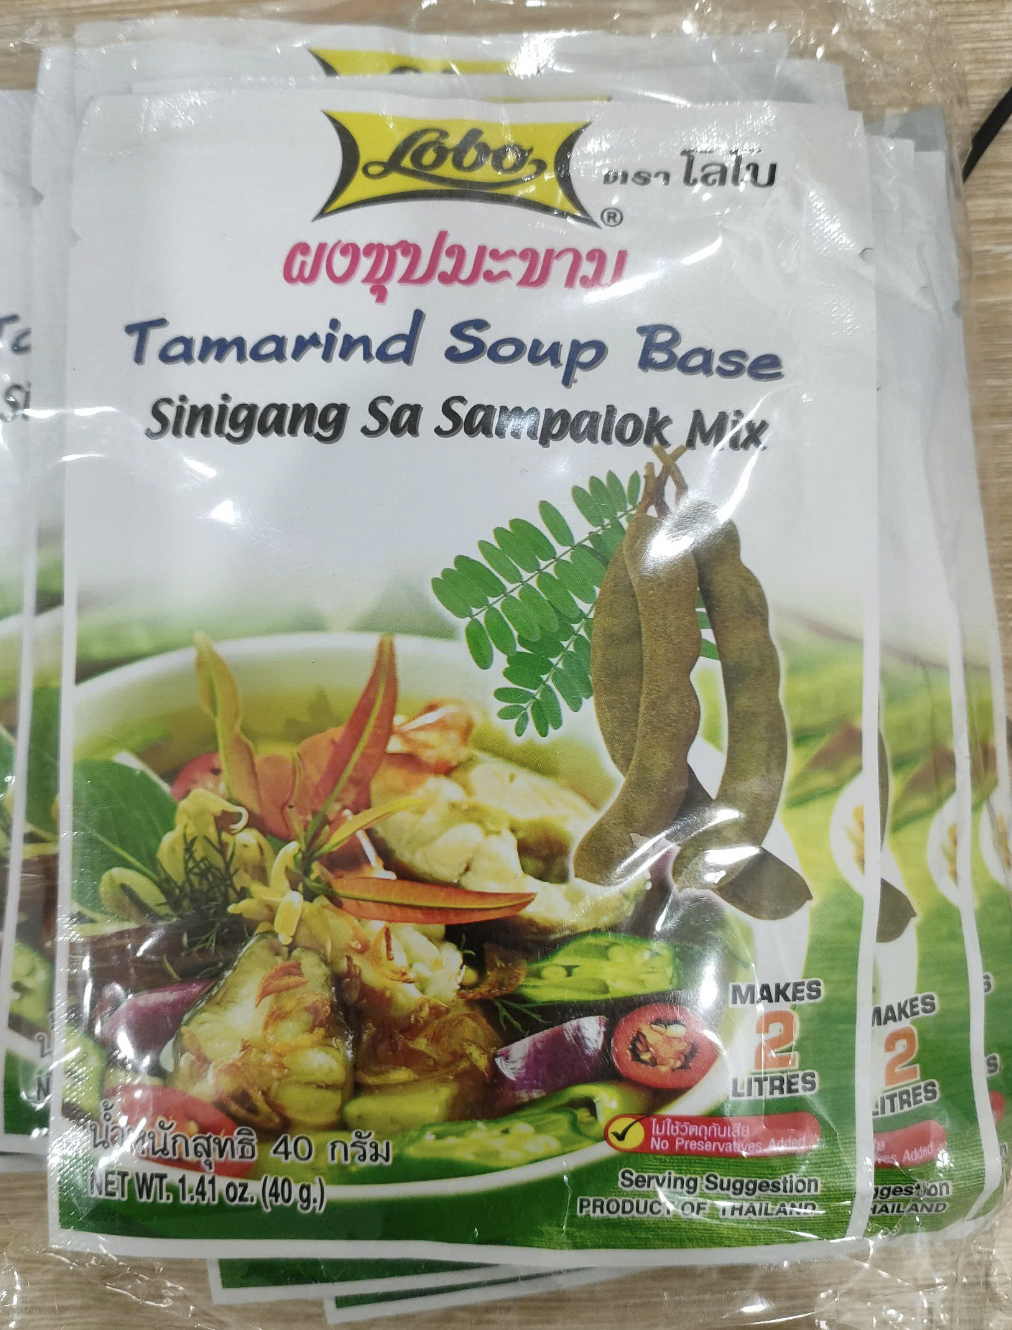 Lobo
®
ตรา โลโบ
ผงซุปมะขาม
Tamarind Soup Base
Sinigang Sa Sampalok Mix
MAKES
2
LITRES
ไม่ใช้วัตถุกันเสีย
No Preservatives Added
น้ำหนักสุทธิ 40 กรัม
NET WT. 1.41 oz. (40 g.)
Serving Suggestion
PRODUCT OF THAILAND
MAKES
2
LITRES